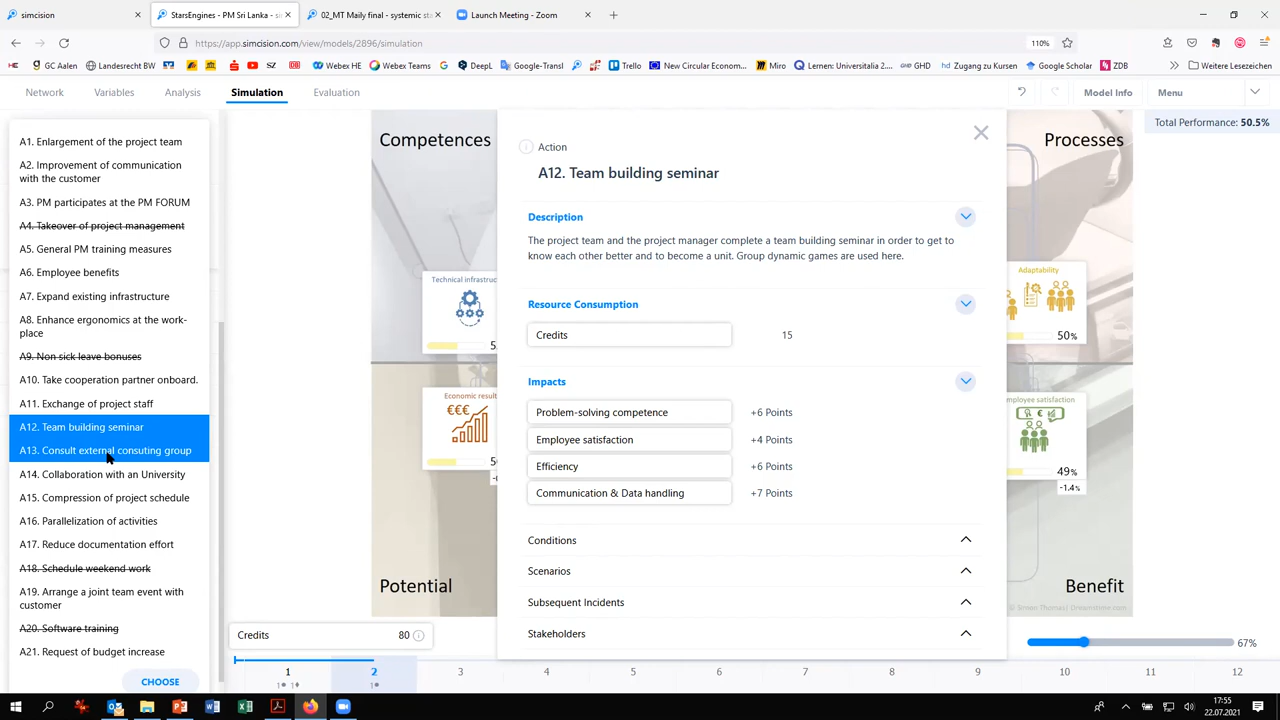 simcision
StarsEngines - PM Sri Lanka - sim
02_MT Maily final - systemic sta
Launch Meeting - Zoom
https://app.simcision.com/view/models/2896/simulation
110%
GC Aalen
Landesrecht BW
SZ
Webex HE
Webex Teams
DeepL
Google-Transl
Trello
New Circular Econom...
Miro
Lernen: Universitalia 2....
GHD
Zugang zu Kursen
Google Scholar
ZDB
Weitere Lesezeichen
Network
Variables
Analysis
Simulation
Evaluation
Model Info
Menu
Total Performance: 50.5%
A1. Enlargement of the project team
A2. Improvement of communication
with the customer
A3. PM participates at the PM FORUM
A4. Takeover of project management
A5. General PM training measures
A6. Employee benefits
A7. Expand existing infrastructure
A8. Enhance ergonomics at the work-
place
A9. Non sick leave bonuses
A10. Take cooperation partner onboard.
A11. Exchange of project staff
A12. Team building seminar
A13. Consult external consuting group
A14. Collaboration with an University
A15. Compression of project schedule
A16. Parallelization of activities
A17. Reduce documentation effort
A18. Schedule weekend work
A19. Arrange a joint team event with
customer
A20. Software training
A21. Request of budget increase
CHOOSE
Competences
Technical infrastruc
Economic result
Potential
Action
A12. Team building seminar
Description
The project team and the project manager complete a team building seminar in order to get to
know each other better and to become a unit. Group dynamic games are used here.
Resource Consumption
Credits 15
Impacts
Problem-solving competence +6 Points
Employee satisfaction +4 Points
Efficiency +6 Points
Communication & Data handling +7 Points
Conditions
Scenarios
Subsequent Incidents
Stakeholders
Processes
Adaptability
50%
mployee satisfaction
49%
-1.4%
Benefit
Credits 80
67%
1 2 3 4 5 6 7 8 9 10 11 12
17:55
22.07.2021